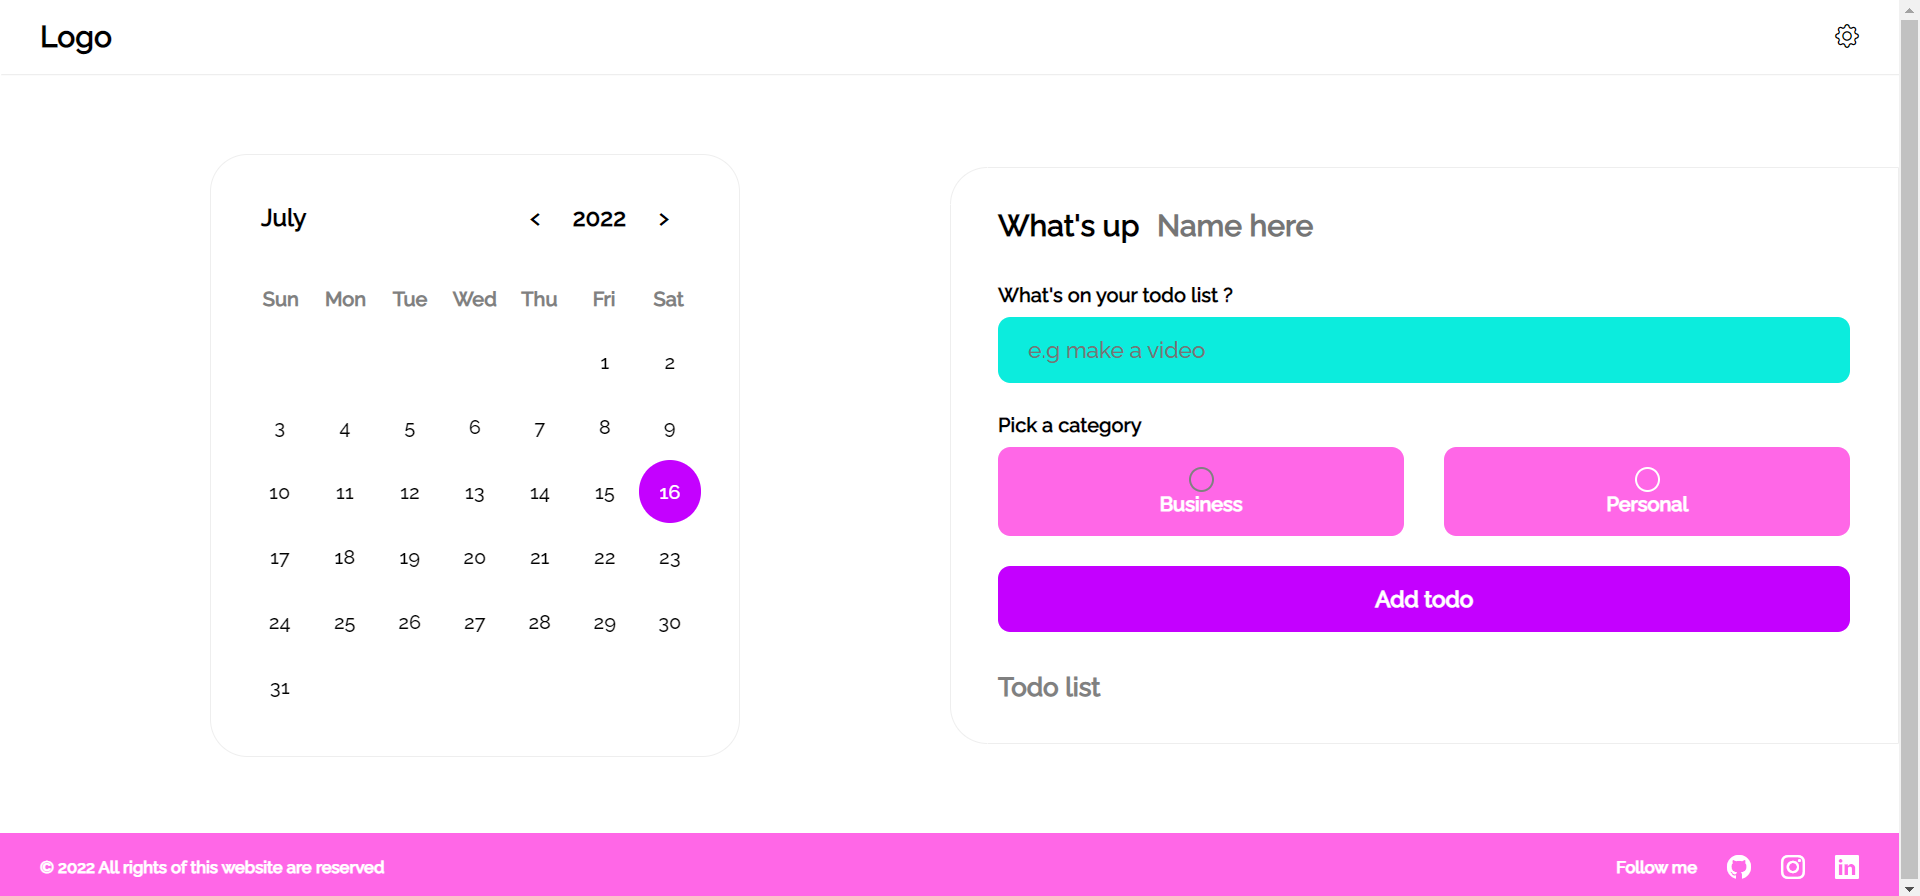 Logo
July < 2022 >
Sun Mon Tue Wed Thu Fri Sat
1 2
3 4 5 6 7 8 9
10 11 12 13 14 15 16
17 18 19 20 21 22 23
24 25 26 27 28 29 30
31
What's up Name here
What's on your todo list ?
e.g make a video
Pick a category
Business Personal
Add todo
Todo list
© 2022 All rights of this website are reserved
Follow me